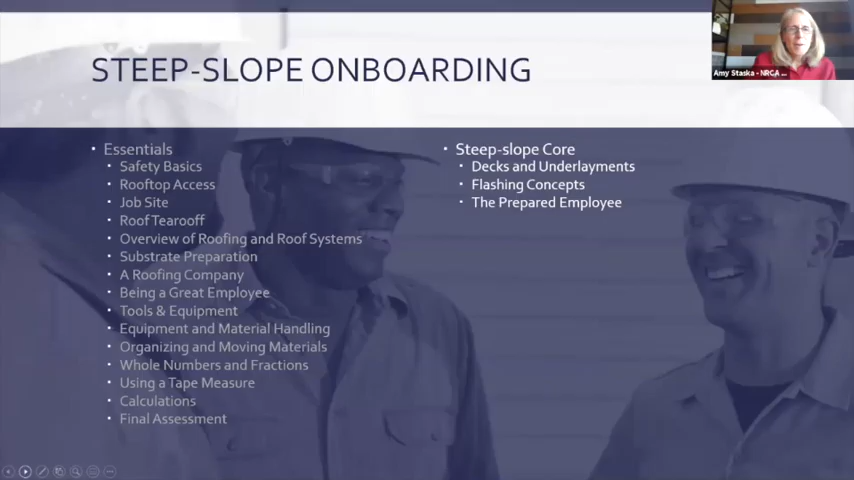 STEEP-SLOPE ONBOARDING
Amy Staska - NRCA ...
Essentials
Safety Basics
Rooftop Access
Job Site
Roof Tearoff
Overview of Roofing and Roof Systems
Substrate Preparation
A Roofing Company
Being a Great Employee
Tools & Equipment
Equipment and Material Handling
Organizing and Moving Materials
Whole Numbers and Fractions
Using a Tape Measure
Calculations
Final Assessment
Steep-slope Core
Decks and Underlayments
Flashing Concepts
The Prepared Employee